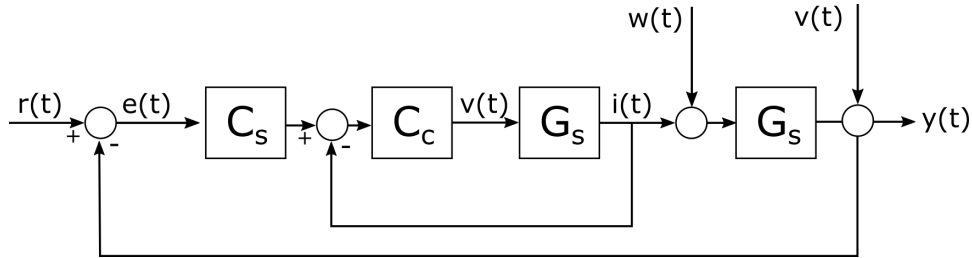 w(t)
v(t)
r(t)
e(t)
v(t)
i(t)
y(t)
+
-
+
-
C_s
C_c
G_s
G_s